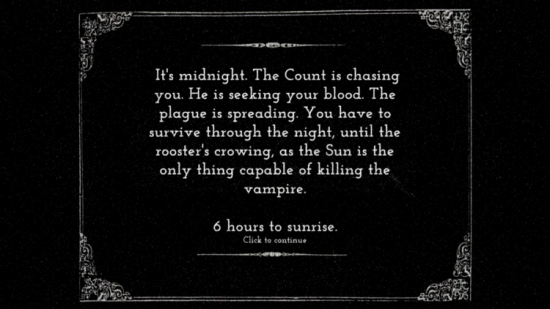 It's midnight. The Count is chasing
you. He is seeking your blood. The
plague is spreading. You have to
survive through the night, until the
rooster's crowing, as the Sun is the
only thing capable of killing the
vampire.
6 hours to sunrise.
Click to continue